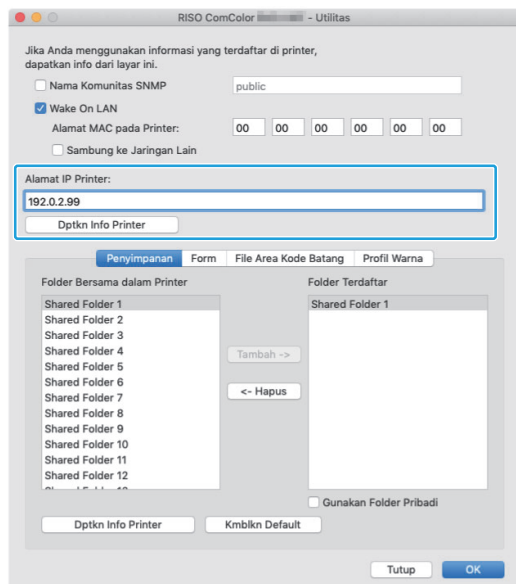 RISO ComColor - Utilitas
Jika Anda menggunakan informasi yang terdaftar di printer,
dapatkan info dari layar ini.
Nama Komunitas SNMP public
Wake On LAN
Alamat MAC pada Printer: 00 00 00 00 00 00
Sambung ke Jaringan Lain
Alamat IP Printer:
192.0.2.99
Dptkn Info Printer
Penyimpanan Form File Area Kode Batang Profil Warna
Folder Bersama dalam Printer
Shared Folder 1
Shared Folder 2
Shared Folder 3
Shared Folder 4
Shared Folder 5
Shared Folder 6
Shared Folder 7
Shared Folder 8
Shared Folder 9
Shared Folder 10
Shared Folder 11
Shared Folder 12
Tambah ->
<- Hapus
Folder Terdaftar
Shared Folder 1
Gunakan Folder Pribadi
Dptkn Info Printer Kmblkn Default
Tutup OK